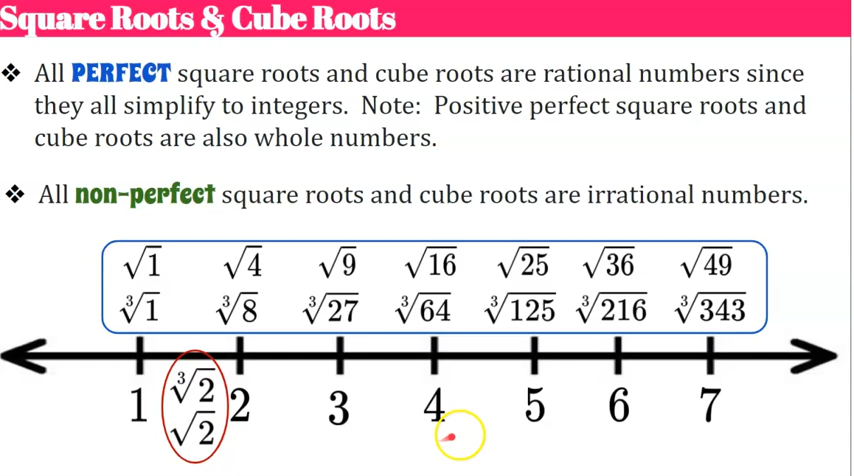 Square Roots & Cube Roots
❖ All PERFECT square roots and cube roots are rational numbers since
they all simplify to integers. Note: Positive perfect square roots and
cube roots are also whole numbers.
❖ All non-perfect square roots and cube roots are irrational numbers.
√1 √4 √9 √16 √25 √36 √49
∛1 ∛8 ∛27 ∛64 ∛125 ∛216 ∛343
∛2
1 2 3 4 5 6 7
√2